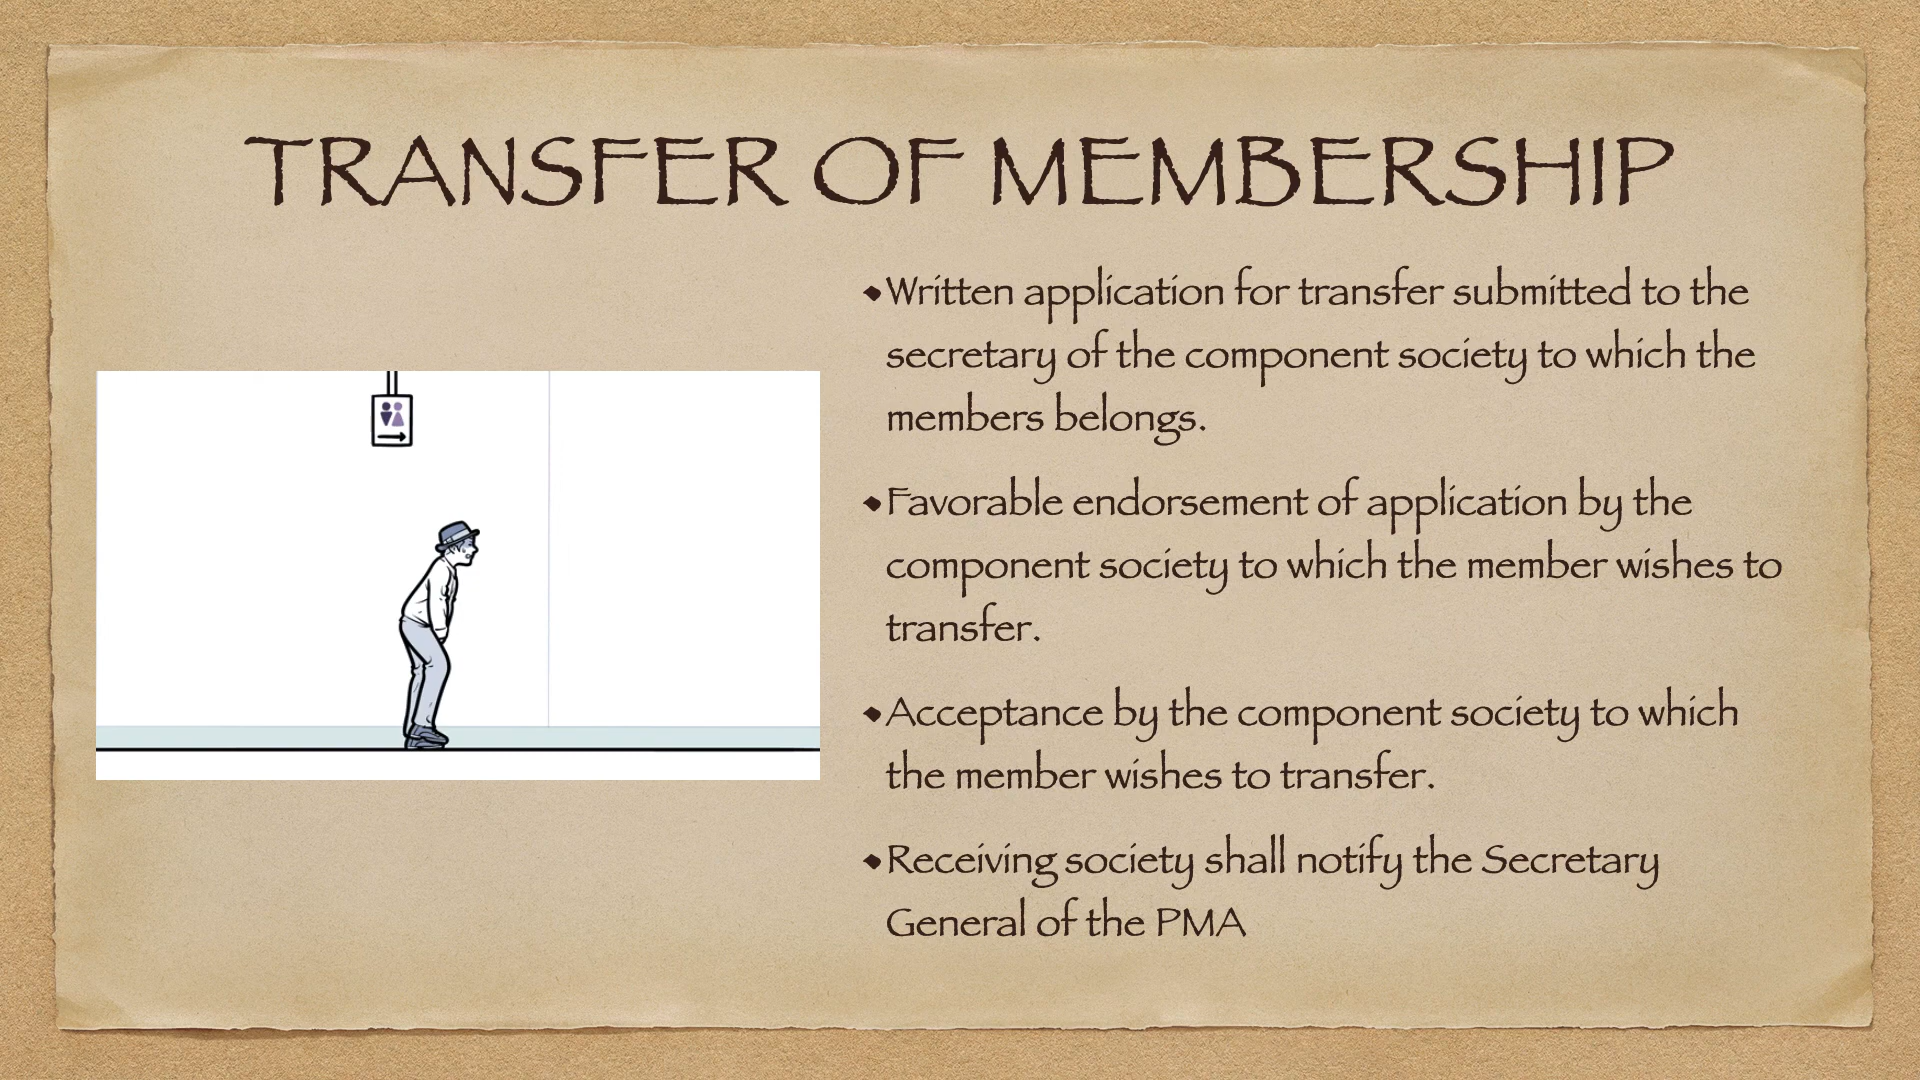 TRANSFER OF MEMBERSHIP
•Written application for transfer submitted to the
secretary of the component society to which the
members belongs.
•Favorable endorsement of application by the
component society to which the member wishes to
transfer.
•Acceptance by the component society to which
the member wishes to transfer.
•Receiving society shall notify the Secretary
General of the PMA